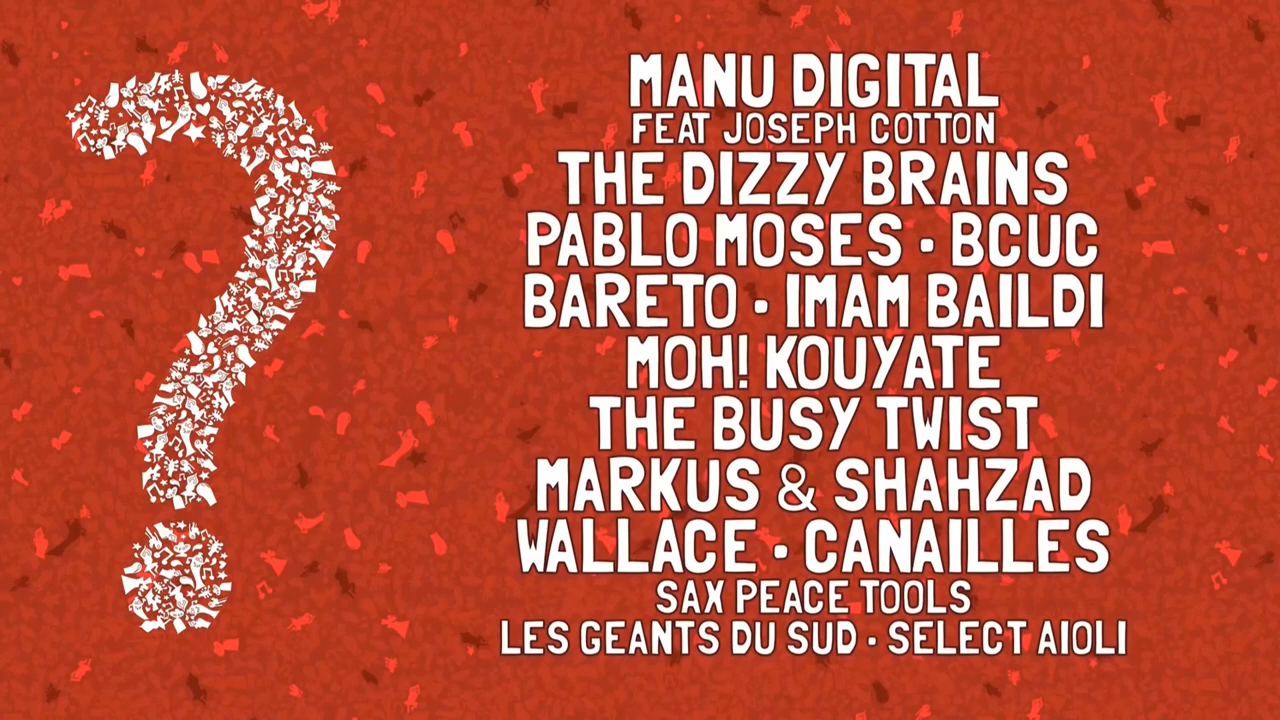 MANU DIGITAL
FEAT JOSEPH COTTON
THE DIZZY BRAINS
PABLO MOSES • BCUC
BARETO • IMAM BAILDI
MOH! KOUYATE
THE BUSY TWIST
MARKUS & SHAHZAD
WALLACE • CANAILLES
SAX PEACE TOOLS
LES GEANTS DU SUD • SELECT AIOLI
?